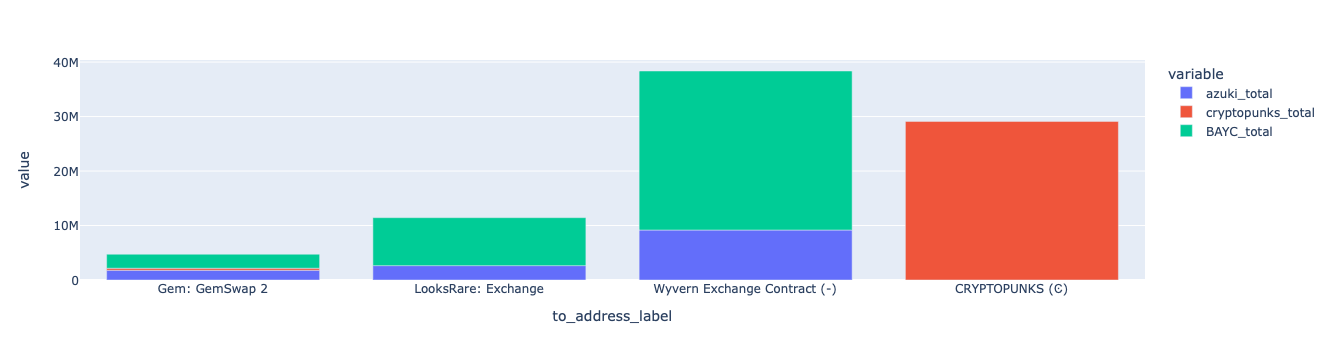 40M
30M
20M
10M
0
value
Gem: GemSwap 2
LooksRare: Exchange
Wyvern Exchange Contract (-)
CRYPTOPUNKS (Ͼ)
to_address_label
variable
azuki_total
cryptopunks_total
BAYC_total